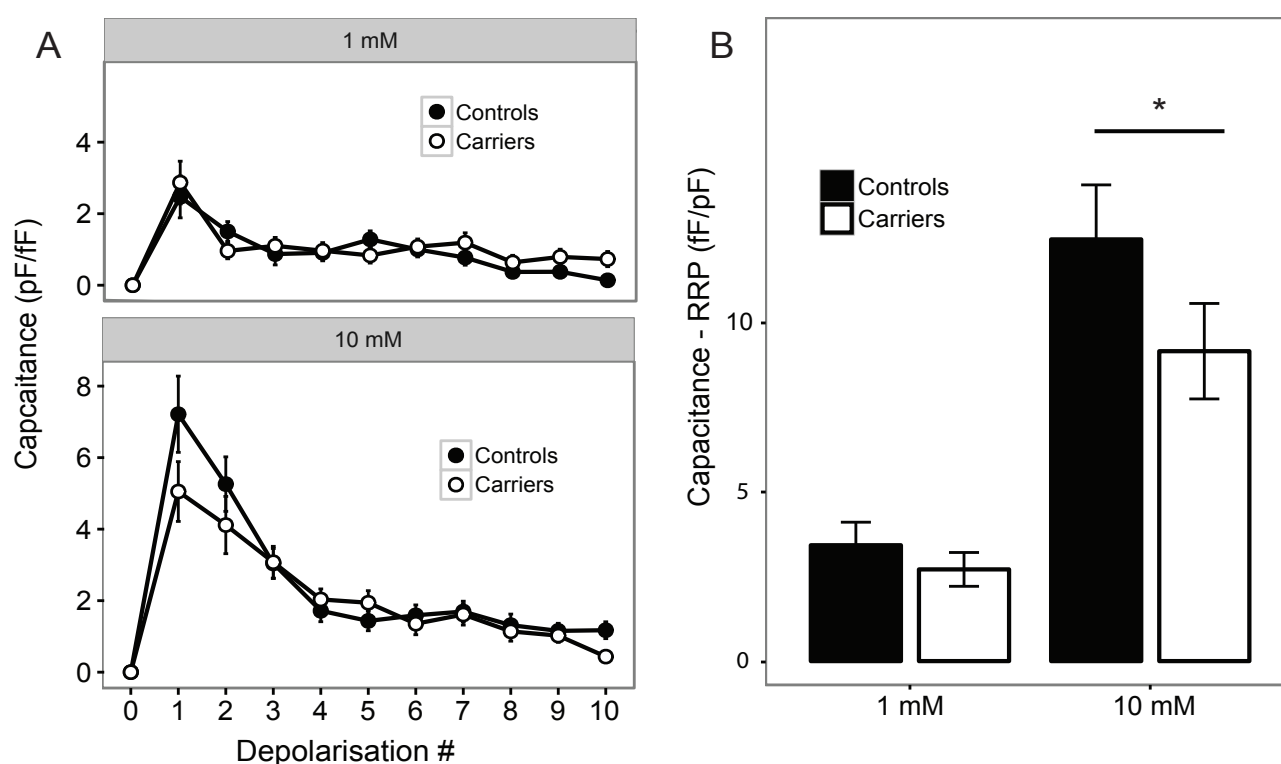 A
1 mM
Controls
Carriers
4
2
0
Capcaitance (pF/fF)
10 mM
Controls
Carriers
8
6
4
2
0
0 1 2 3 4 5 6 7 8 9 10
Depolarisation #
B
*
Controls
Carriers
Capacitance - RRP (fF/pF)
10
5
0
1 mM 10 mM